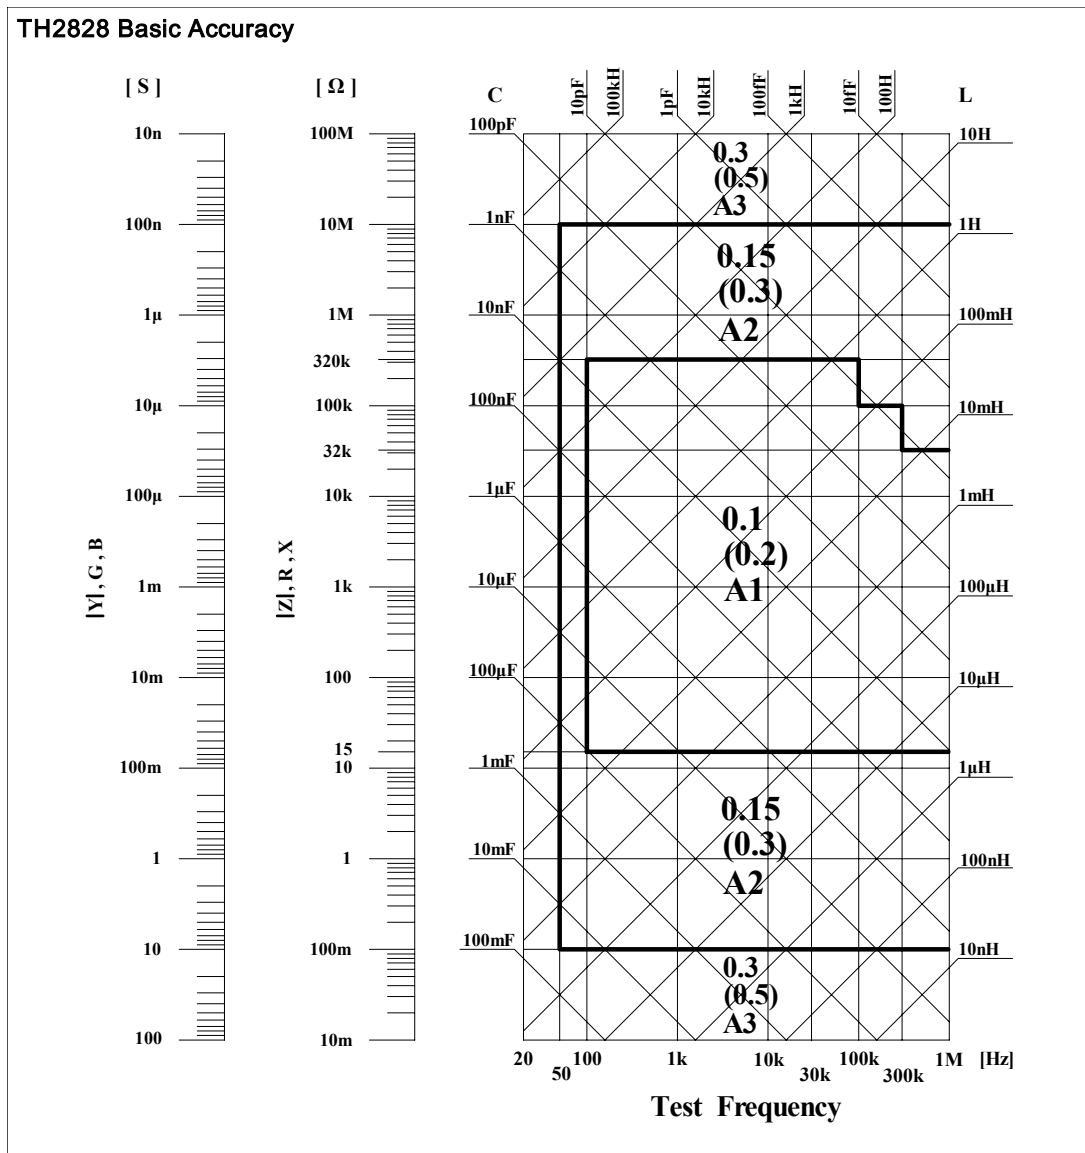 TH2828 Basic Accuracy
[ S ]
[ Ω ]
C
10pF
100kH
1pF
10kH
100fF
1kH
10fF
100H
L
10n
100n
1µ
10µ
100µ
1m
10m
100m
1
10
100
|Y|, G, B
100M
10M
1M
320k
100k
32k
10k
1k
100
15
10
1
100m
10m
|Z|, R, X
100pF
1nF
10nF
100nF
1µF
10µF
100µF
1mF
10mF
100mF
0.3
(0.5)
A3
0.15
(0.3)
A2
0.1
(0.2)
A1
0.15
(0.3)
A2
0.3
(0.5)
A3
10H
1H
100mH
10mH
1mH
100µH
10µH
1µH
100nH
10nH
20 50 100 1k 10k 30k 100k 300k 1M [Hz]
Test Frequency